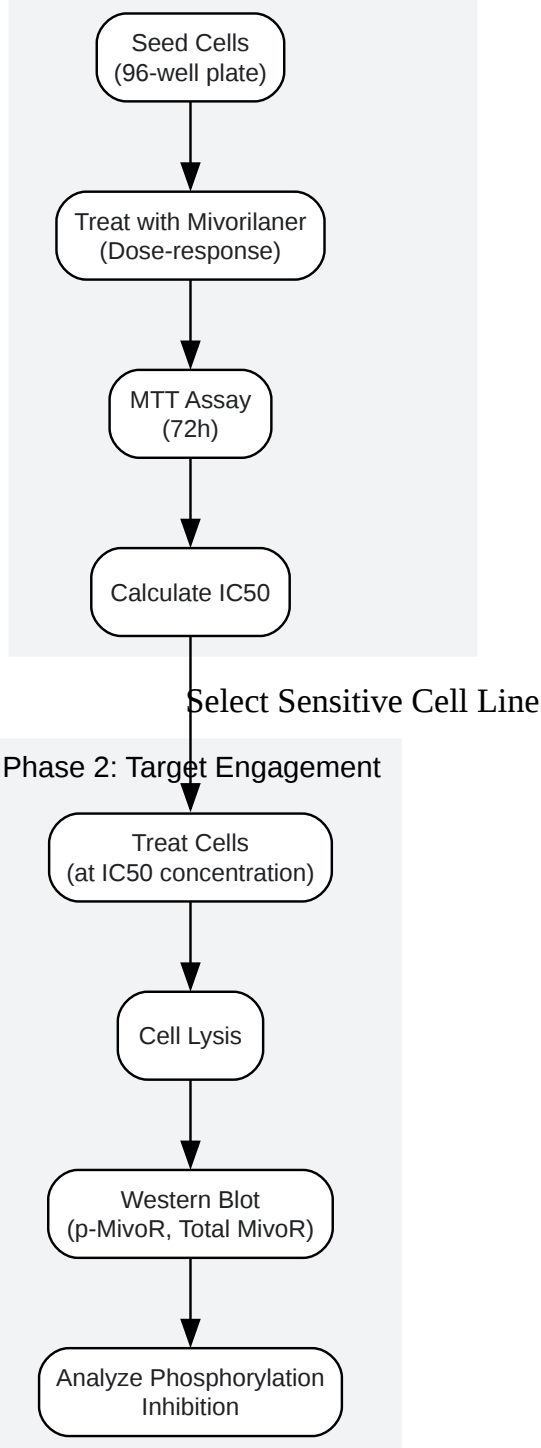 Seed Cells
(96-well plate)
Treat with Mivorilaner
(Dose-response)
MTT Assay
(72h)
Calculate IC50
Select Sensitive Cell Line
Phase 2: Target Engagement
Treat Cells
(at IC50 concentration)
Cell Lysis
Western Blot
(p-MivoR, Total MivoR)
Analyze Phosphorylation
Inhibition